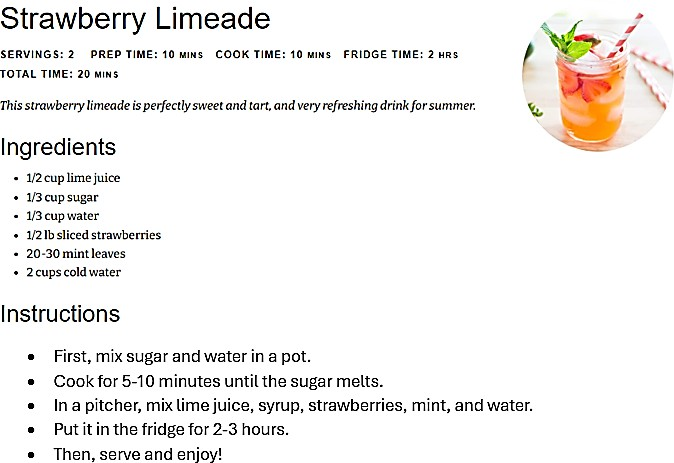 Strawberry Limeade
SERVINGS: 2 PREP TIME: 10 MINS COOK TIME: 10 MINS FRIDGE TIME: 2 HRS
TOTAL TIME: 20 MINS
This strawberry limeade is perfectly sweet and tart, and very refreshing drink for summer.
Ingredients
• 1/2 cup lime juice
• 1/3 cup sugar
• 1/3 cup water
• 1/2 lb sliced strawberries
• 20-30 mint leaves
• 2 cups cold water
Instructions
• First, mix sugar and water in a pot.
• Cook for 5-10 minutes until the sugar melts.
• In a pitcher, mix lime juice, syrup, strawberries, mint, and water.
• Put it in the fridge for 2-3 hours.
• Then, serve and enjoy!